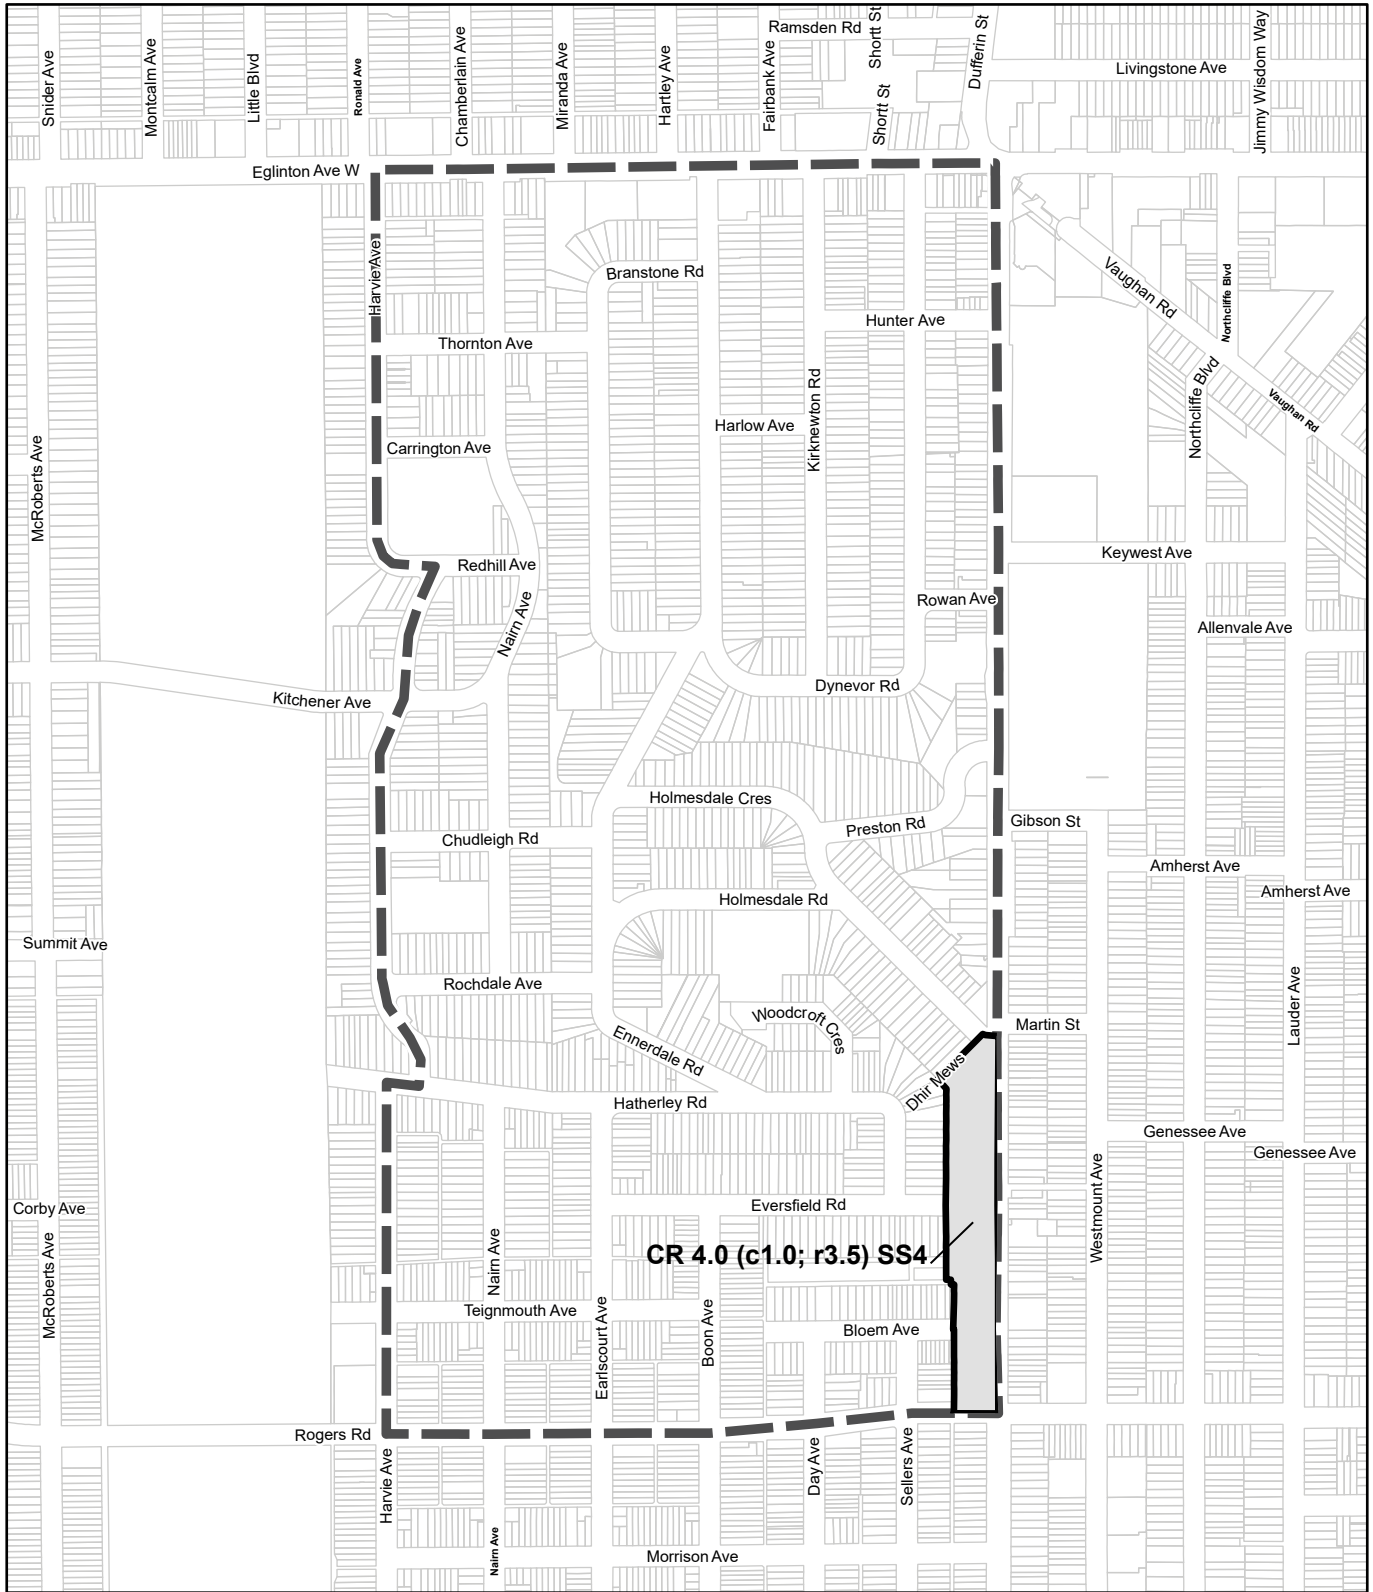 Ramsden Rd
Shortt St
Dufferin St
Jimmy Wisdom Way
Livingstone Ave
Snider Ave
Montcalm Ave
Little Blvd
Ronald Ave
Chamberlain Ave
Miranda Ave
Hartley Ave
Fairbank Ave
Shortt St
Eglinton Ave W
Harvie Ave
Branstone Rd
Vaughan Rd
Northcliffe Blvd
Hunter Ave
Thornton Ave
Kirknewton Rd
Northcliffe Blvd
Vaughan Rd
Harlow Ave
Carrington Ave
McRoberts Ave
Keywest Ave
Redhill Ave
Rowan Ave
Nairn Ave
Allenvale Ave
Dynevor Rd
Kitchener Ave
Holmesdale Cres
Preston Rd
Gibson St
Chudleigh Rd
Amherst Ave
Amherst Ave
Holmesdale Rd
Summit Ave
Rochdale Ave
Lauder Ave
Woodcroft Cres
Martin St
Ennerdale Rd
Dhir Mews
Hatherley Rd
Genessee Ave
Genessee Ave
Westmount Ave
Eversfield Rd
Corby Ave
McRoberts Ave
Nairn Ave
CR 4.0 (c1.0; r3.5) SS4
Teignmouth Ave
Earlscourt Ave
Boon Ave
Bloem Ave
Rogers Rd
Harvie Ave
Day Ave
Sellers Ave
Nairn Ave
Morrison Ave